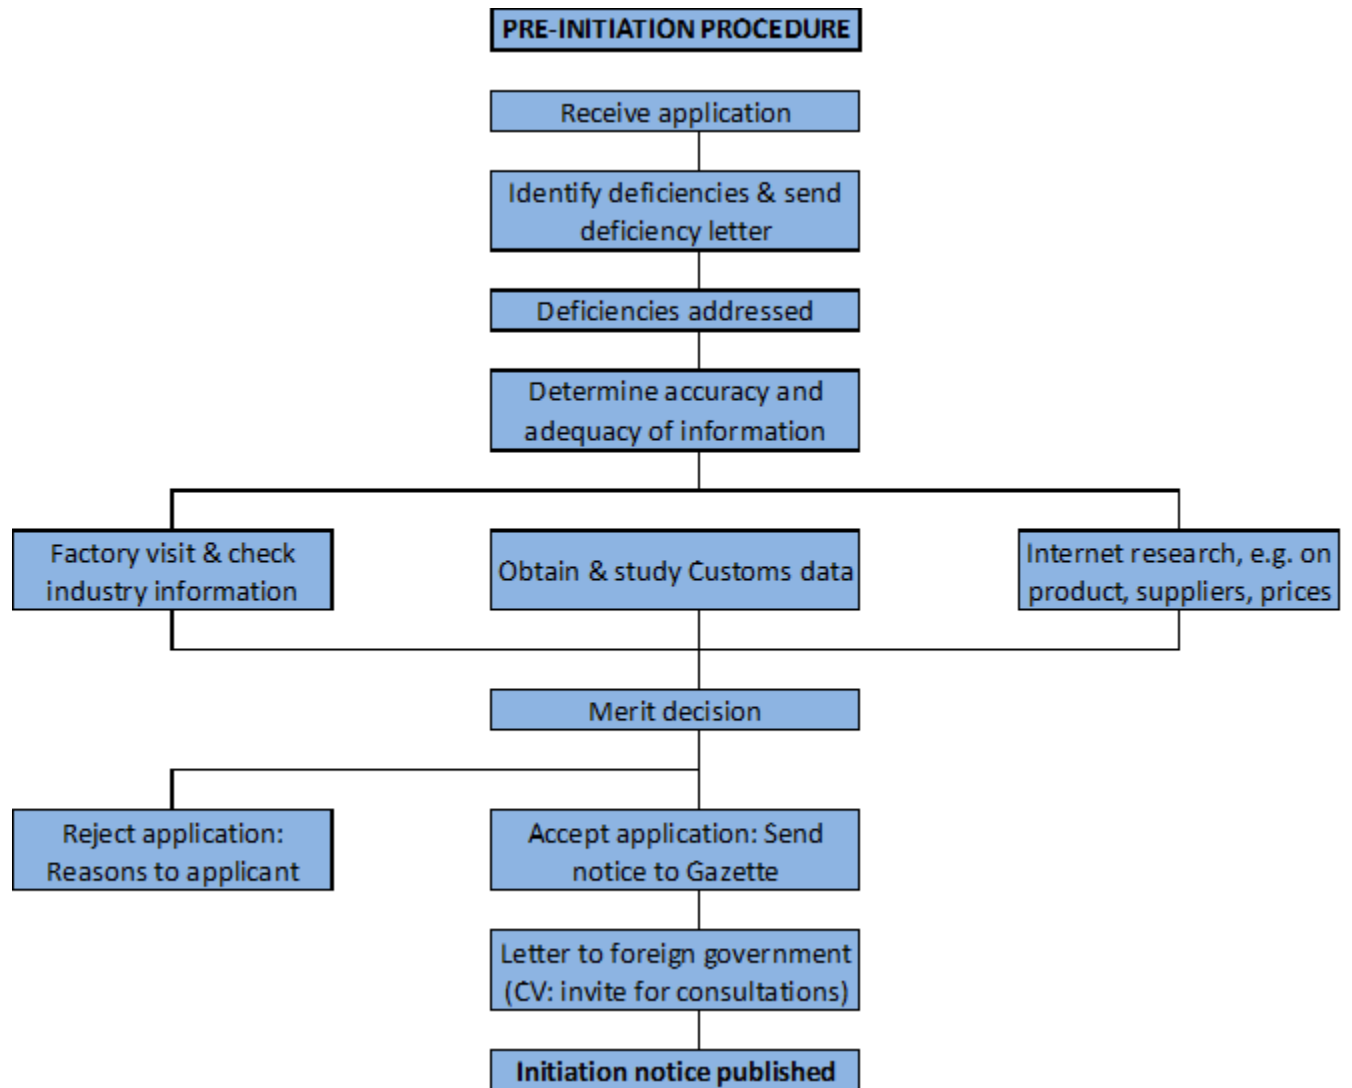 PRE-INITIATION PROCEDURE
Receive application
Identify deficiencies & send
deficiency letter
Deficiencies addressed
Determine accuracy and
adequacy of information
Factory visit & check
industry information
Obtain & study Customs data
Internet research, e.g. on
product, suppliers, prices
Merit decision
Reject application:
Reasons to applicant
Accept application: Send
notice to Gazette
Letter to foreign government
(CV: invite for consultations)
Initiation notice published